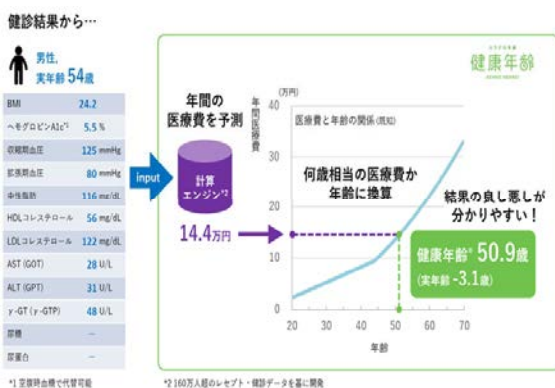 健診結果から…
男性,
実年齢 54歳
BMI 24.2
ヘモグロビンA1c*1 5.5 %
収縮期血圧 125 mmHg
拡張期血圧 80 mmHg
中性脂肪 116 mg/dL
HDLコレステロール 56 mg/dL
LDLコレステロール 122 mg/dL
AST (GOT) 28 U/L
ALT (GPT) 31 U/L
γ-GT (γ-GTP) 48 U/L
尿糖 －
尿蛋白 －
*1 空腹時血糖で代替可能
input
年間の
医療費を予測
計算
エンジン*2
14.4万円
健康年齢
(万円)
年間医療費
医療費と年齢の関係(既知)
40
30
20
10
0
20 30 40 50 60 70
年齢
何歳相当の医療費か
年齢に換算
結果の良し悪しが
分かりやすい！
健康年齢 50.9歳
(実年齢 -3.1歳)
*2 160万人超のレセプト・健診データを基に開発